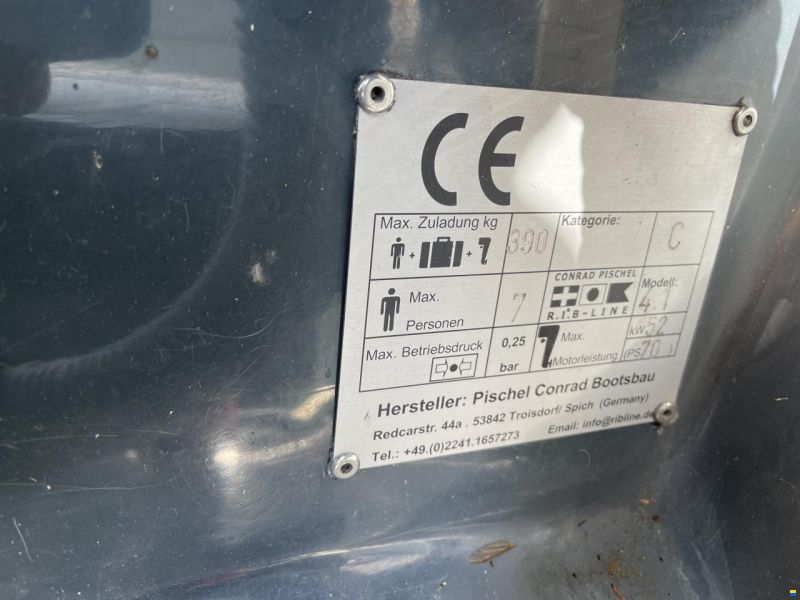 CE
Max. Zuladung kg 390 Kategorie: C
+ +
Max. Personen 7 CONRAD PISCHEL R.I.B-LINE Modell: 4.1
Max. Betriebsdruck 0,25 bar Max. Motorleistung kW 52 (PS 70 )
Hersteller: Pischel Conrad Bootsbau
Redcarstr. 44a . 53842 Troisdorf/ Spich (Germany)
Tel.: +49.(0)2241.1657273 Email: info@ribline.de